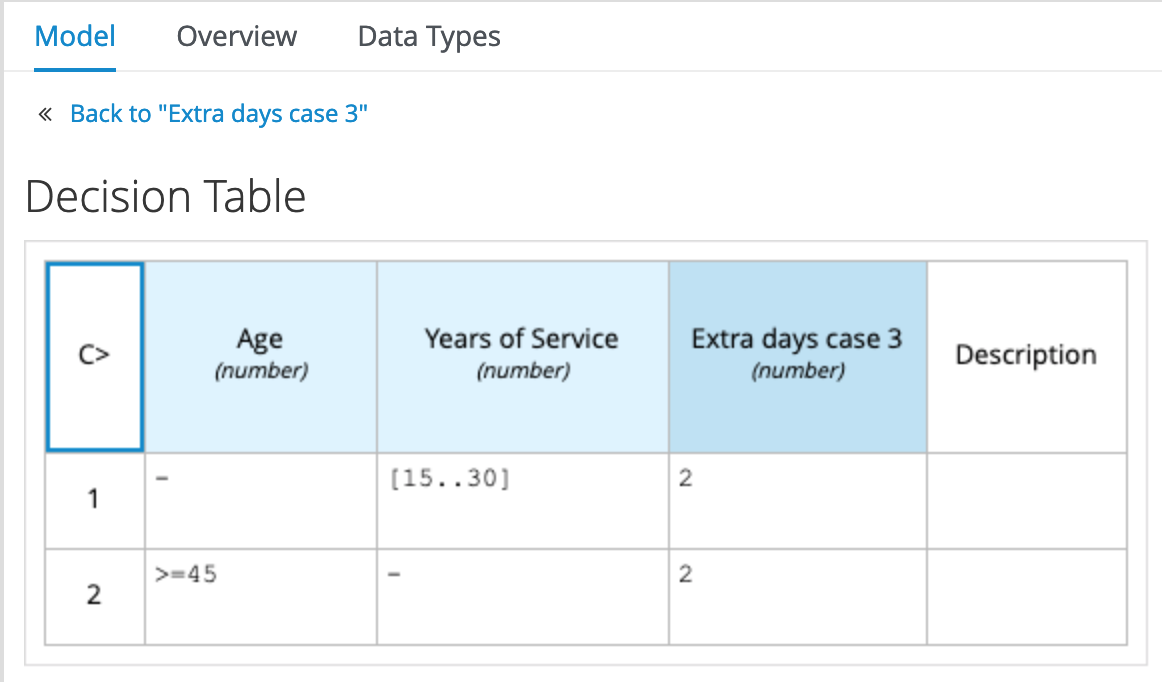 Model Overview Data Types
« Back to "Extra days case 3"
Decision Table
C> Age Years of Service Extra days case 3 Description
(number) (number) (number)
1 - [15..30] 2
2 >=45 - 2